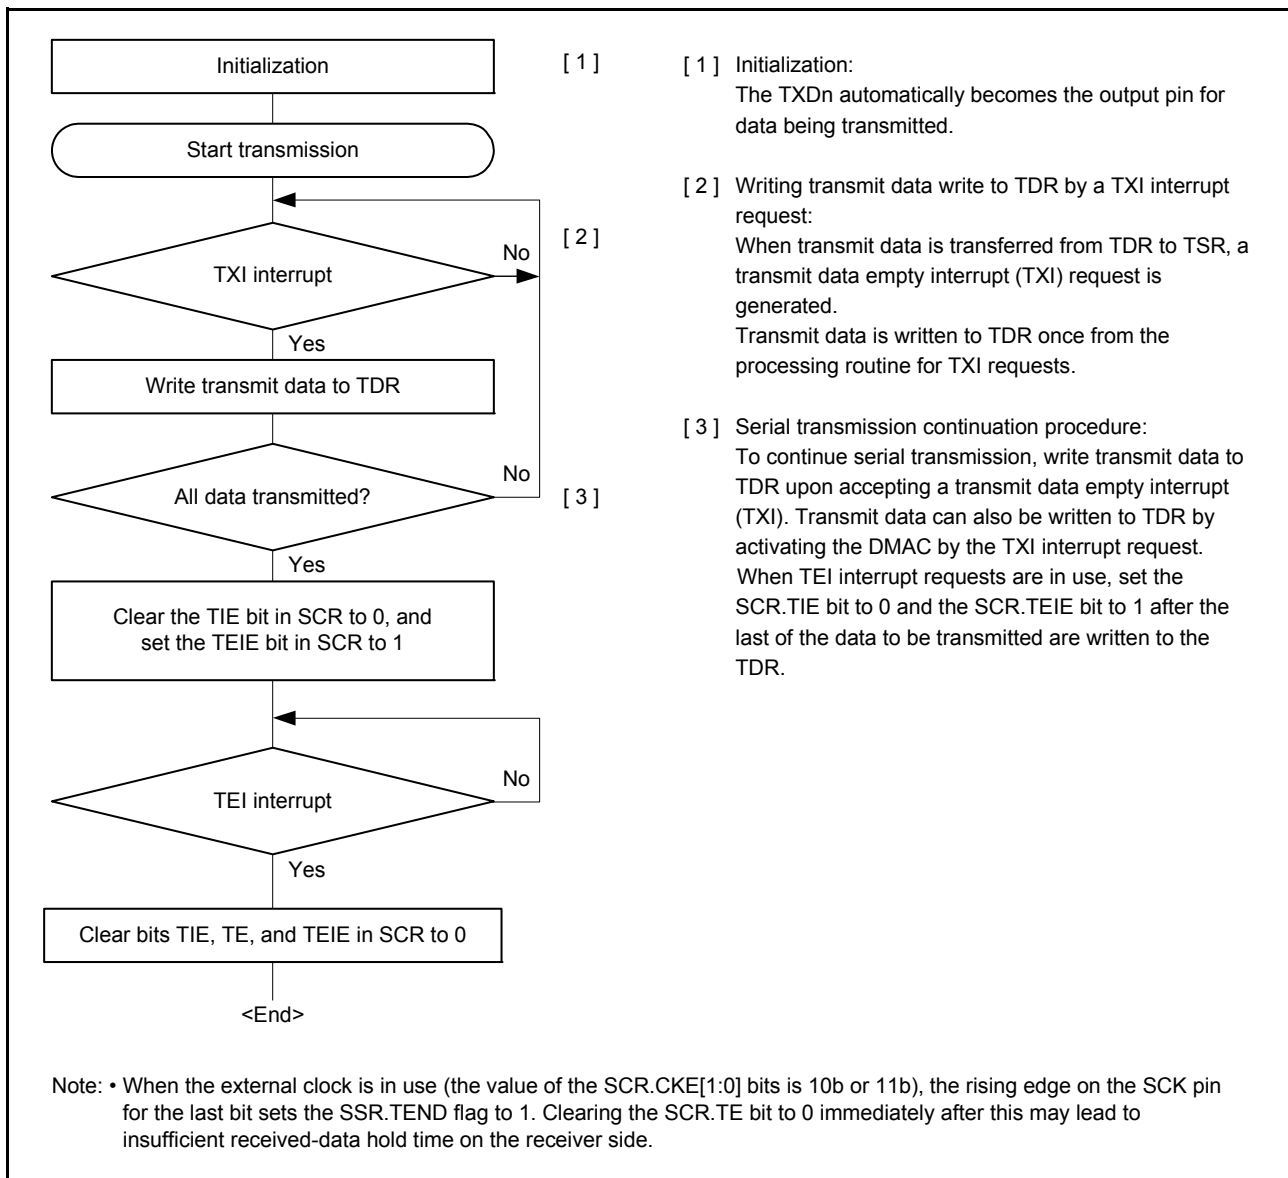 Initialization
[ 1 ]
Start transmission
[ 2 ]
TXI interrupt
No
Yes
Write transmit data to TDR
All data transmitted?
No
[ 3 ]
Yes
Clear the TIE bit in SCR to 0, and
set the TEIE bit in SCR to 1
TEI interrupt
No
Yes
Clear bits TIE, TE, and TEIE in SCR to 0
<End>
[ 1 ] Initialization:
The TXDn automatically becomes the output pin for
data being transmitted.
[ 2 ] Writing transmit data write to TDR by a TXI interrupt
request:
When transmit data is transferred from TDR to TSR, a
transmit data empty interrupt (TXI) request is
generated.
Transmit data is written to TDR once from the
processing routine for TXI requests.
[ 3 ] Serial transmission continuation procedure:
To continue serial transmission, write transmit data to
TDR upon accepting a transmit data empty interrupt
(TXI). Transmit data can also be written to TDR by
activating the DMAC by the TXI interrupt request.
When TEI interrupt requests are in use, set the
SCR.TIE bit to 0 and the SCR.TEIE bit to 1 after the
last of the data to be transmitted are written to the
TDR.
Note: • When the external clock is in use (the value of the SCR.CKE[1:0] bits is 10b or 11b), the rising edge on the SCK pin
for the last bit sets the SSR.TEND flag to 1. Clearing the SCR.TE bit to 0 immediately after this may lead to
insufficient received-data hold time on the receiver side.